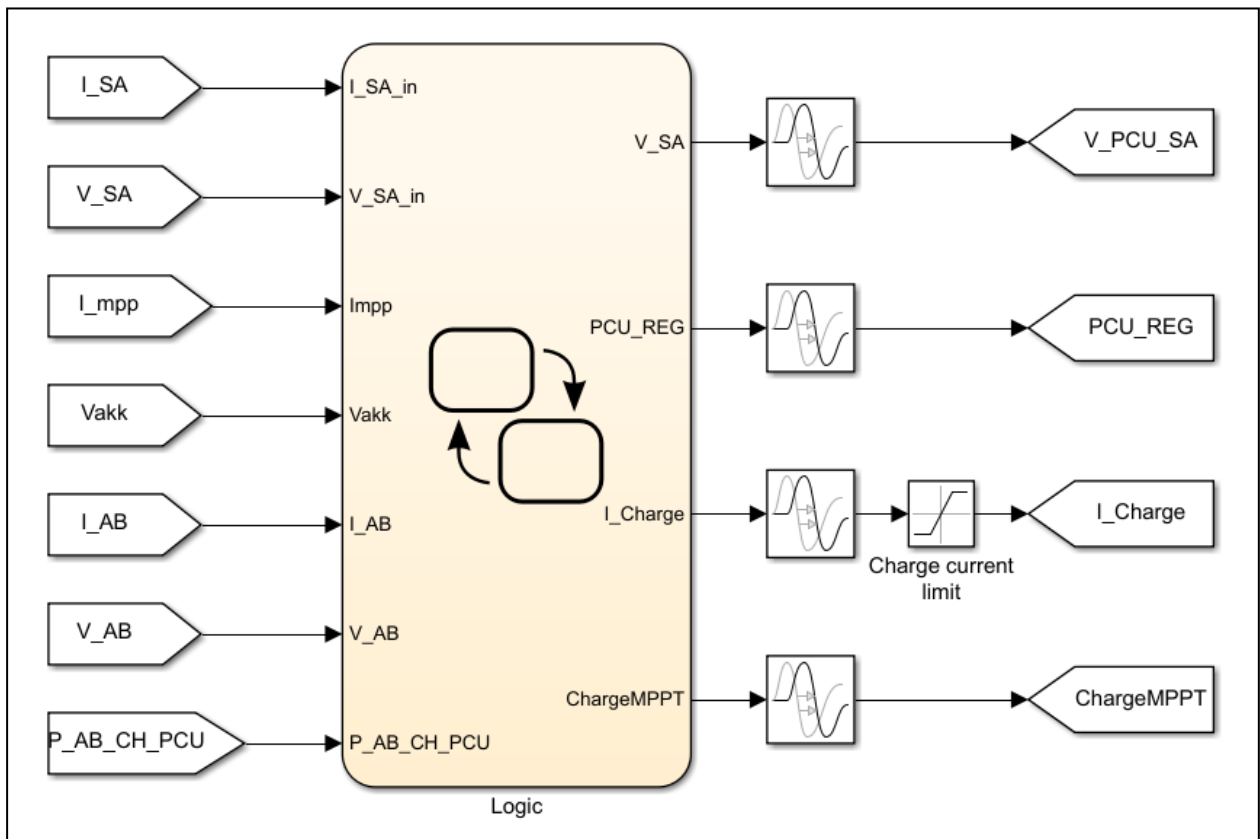 I_SA
V_SA
I_mpp
Vakk
I_AB
V_AB
P_AB_CH_PCU
I_SA_in
V_SA_in
Impp
Vakk
I_AB
V_AB
P_AB_CH_PCU
V_SA
PCU_REG
I_Charge
ChargeMPPT
Logic
Charge current
limit
V_PCU_SA
PCU_REG
I_Charge
ChargeMPPT